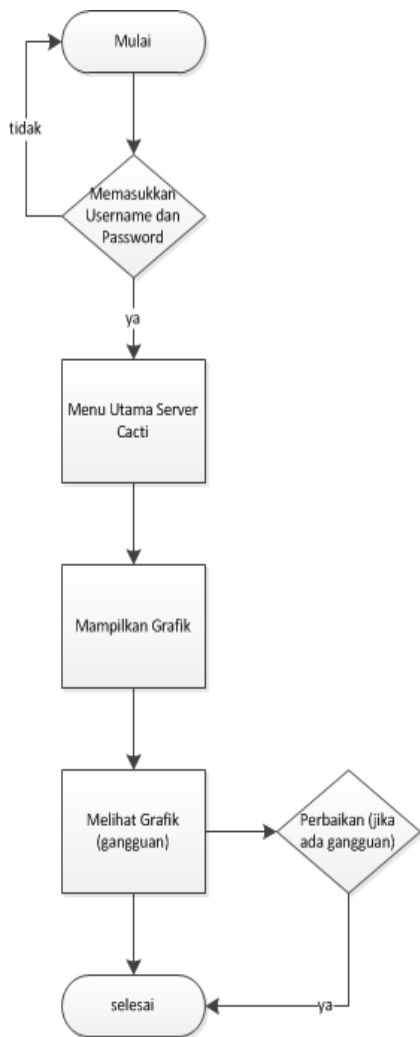 Mulai
tidak
Memasukkan
Username dan
Password
ya
Menu Utama Server
Cacti
Mampilkan Grafik
Melihat Grafik
(gangguan)
Perbaikan (jika
ada gangguan)
selesai
ya